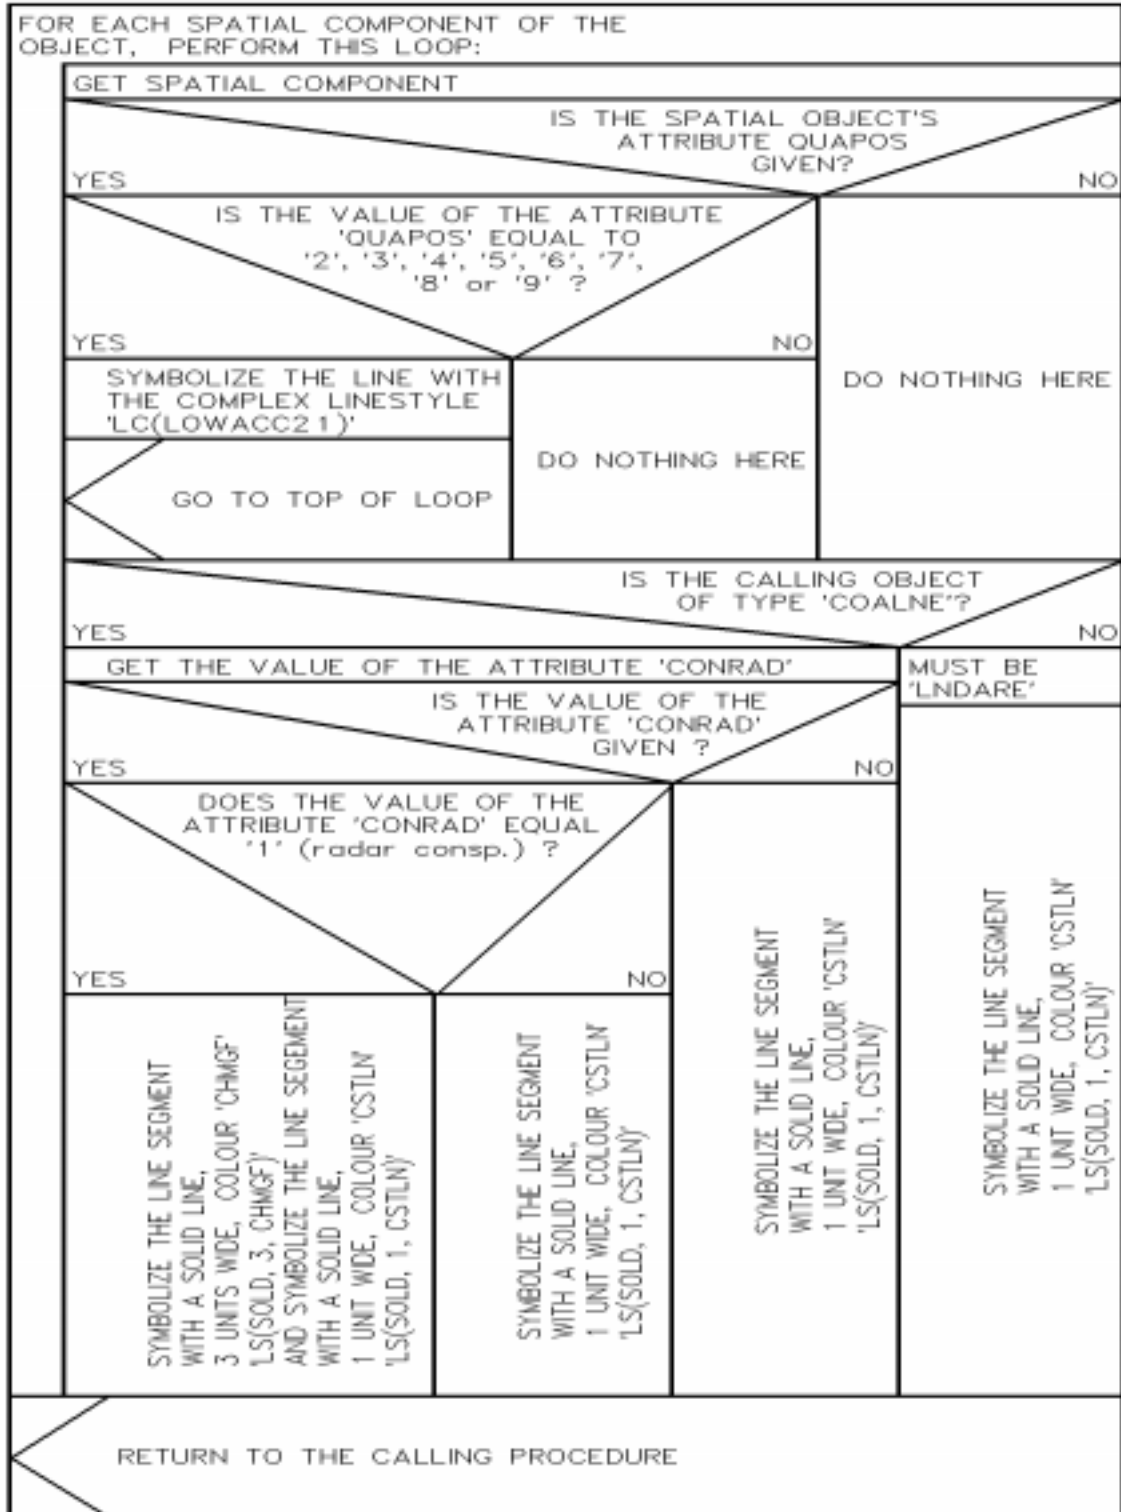 FOR EACH SPATIAL COMPONENT OF THE
OBJECT, PERFORM THIS LOOP:
GET SPATIAL COMPONENT
IS THE SPATIAL OBJECT'S
ATTRIBUTE QUAPOS
GIVEN?
YES
NO
IS THE VALUE OF THE ATTRIBUTE
'QUAPOS' EQUAL TO
'2', '3', '4', '5', '6', '7',
'8' or '9' ?
YES
NO
DO NOTHING HERE
SYMBOLIZE THE LINE WITH
THE COMPLEX LINESTYLE
'LC(LOWACC21)'
DO NOTHING HERE
GO TO TOP OF LOOP
IS THE CALLING OBJECT
OF TYPE 'COALNE'?
YES
NO
GET THE VALUE OF THE ATTRIBUTE 'CONRAD'
MUST BE
'LNDARE'
IS THE VALUE OF THE
ATTRIBUTE 'CONRAD'
GIVEN ?
YES
NO
DOES THE VALUE OF THE
ATTRIBUTE 'CONRAD' EQUAL
'1' (radar consp.) ?
YES
NO
SYMBOLIZE THE LINE SEGMENT
WITH A SOLID LINE,
3 UNITS WIDE, COLOUR 'CHMGF'
'LS(SOLD, 3, CHMGF)'
AND SYMBOLIZE THE LINE SEGEMENT
WITH A SOLID LINE,
1 UNIT WIDE, COLOUR 'CSTLN'
'LS(SOLD, 1, CSTLN)'
SYMBOLIZE THE LINE SEGMENT
WITH A SOLID LINE,
1 UNIT WIDE, COLOUR 'CSTLN'
'LS(SOLD, 1, CSTLN)'
SYMBOLIZE THE LINE SEGMENT
WITH A SOLID LINE,
1 UNIT WIDE, COLOUR 'CSTLN'
'LS(SOLD, 1, CSTLN)'
SYMBOLIZE THE LINE SEGMENT
WITH A SOLID LINE,
1 UNIT WIDE, COLOUR 'CSTLN'
'LS(SOLD, 1, CSTLN)'
RETURN TO THE CALLING PROCEDURE